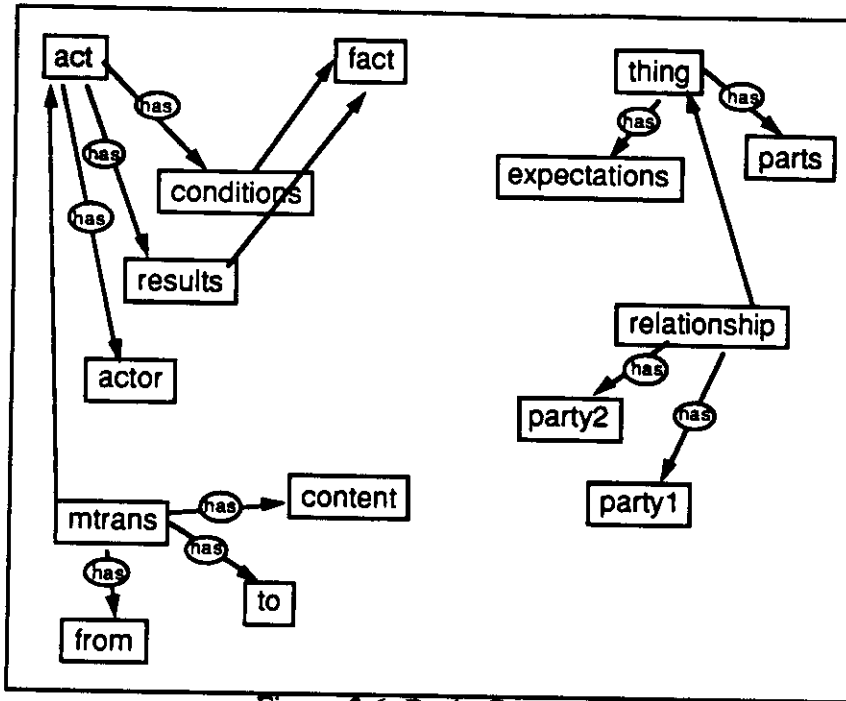 act
fact
thing
has
has
has
parts
expectations
has
conditions
has
results
relationship
actor
has
party2
has
party1
content
has
mtrans
has
has
to
from